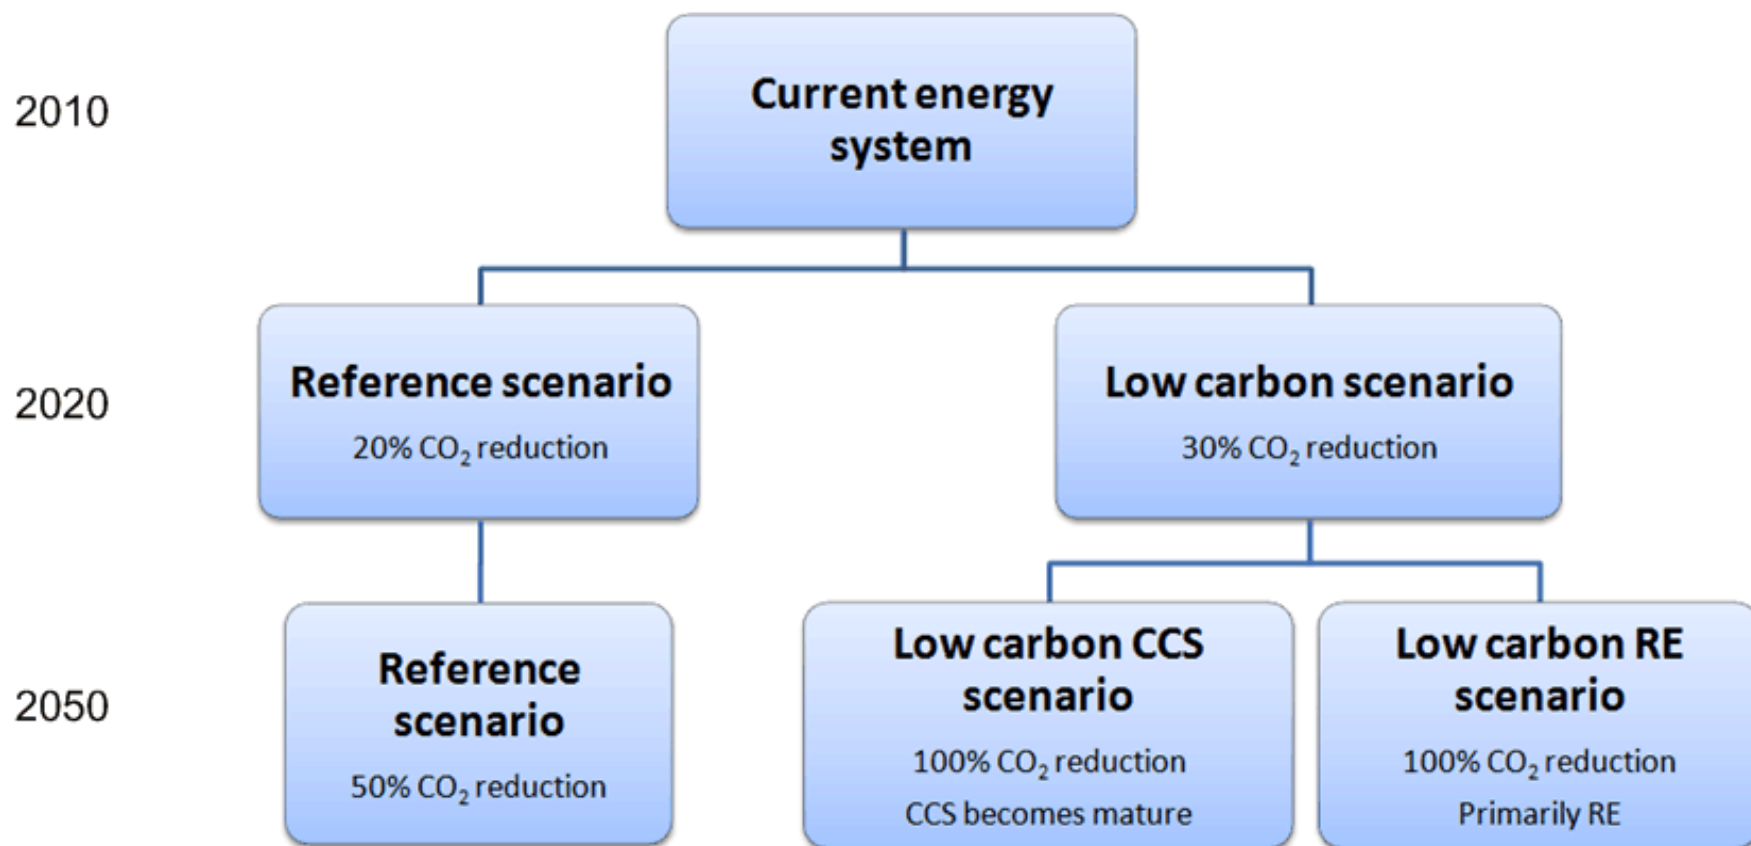 2010
Current energy
system
2020
Reference scenario
20% CO₂ reduction
Low carbon scenario
30% CO₂ reduction
2050
Reference
scenario
50% CO₂ reduction
Low carbon CCS
scenario
100% CO₂ reduction
CCS becomes mature
Low carbon RE
scenario
100% CO₂ reduction
Primarily RE